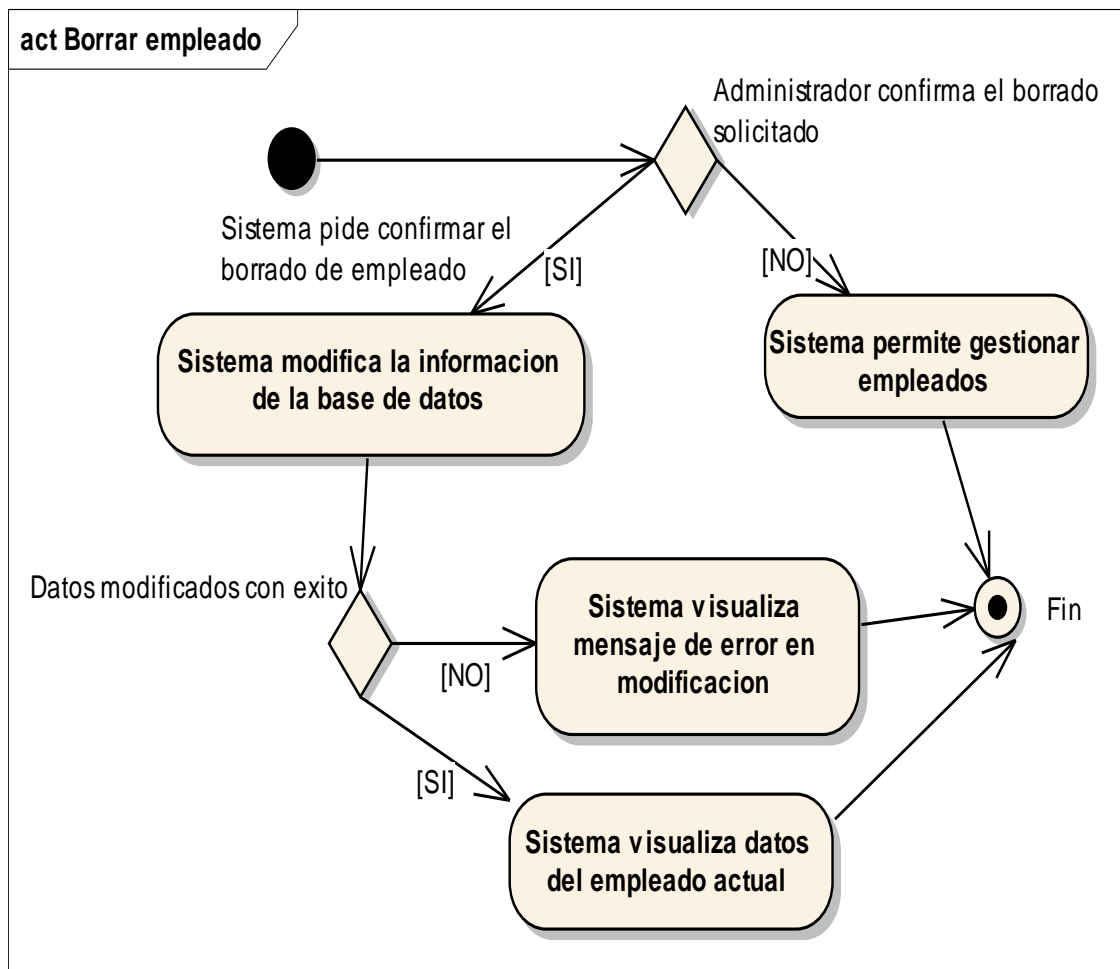 act Borrar empleado
Administrador confirma el borrado
solicitado
Sistema pide confirmar el
borrado de empleado
[SI]
[NO]
Sistema modifica la informacion
de la base de datos
Sistema permite gestionar
empleados
Datos modificados con exito
[NO]
Sistema visualiza
mensaje de error en
modificacion
Fin
[SI]
Sistema visualiza datos
del empleado actual